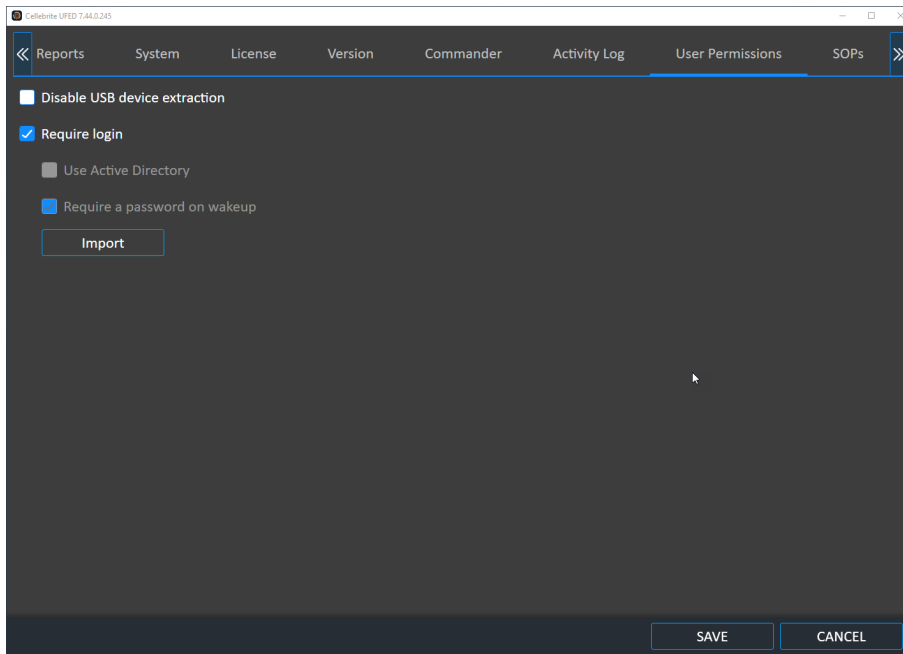 Cellebrite UFED 7.44.0.245
Reports System License Version Commander Activity Log User Permissions SOPs
Disable USB device extraction
Require login
Use Active Directory
Require a password on wakeup
Import
SAVE CANCEL